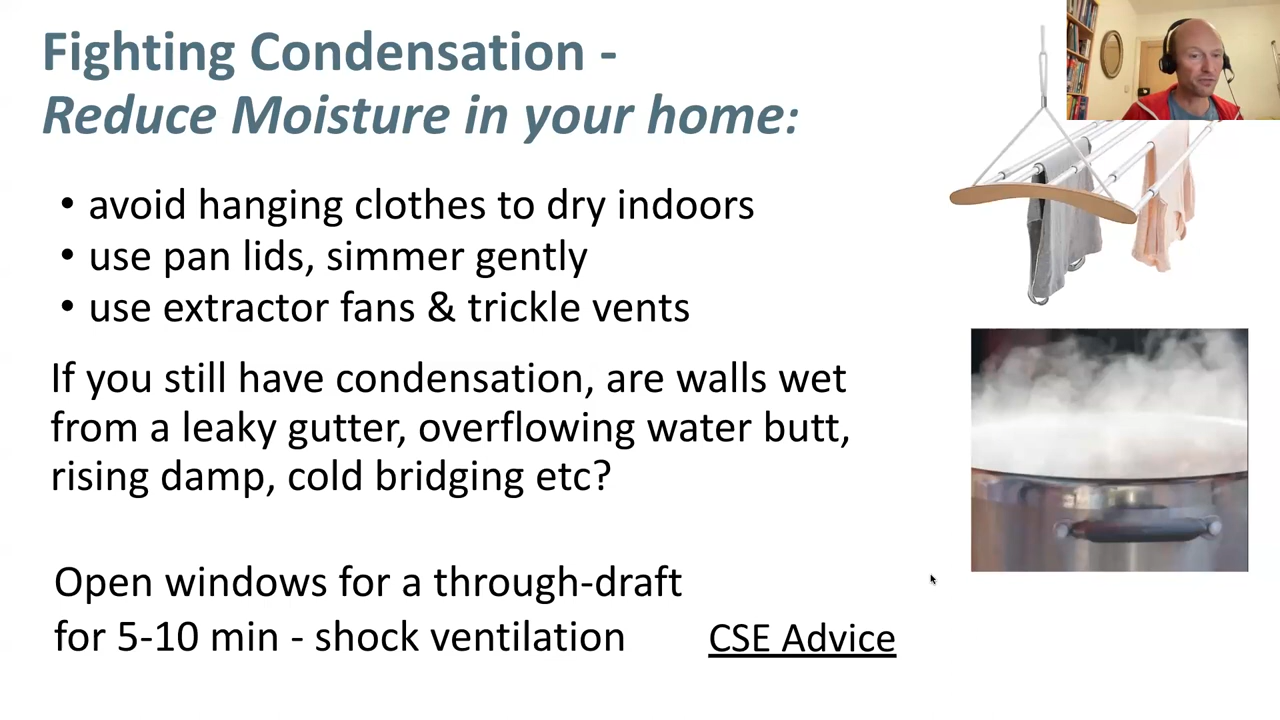 Fighting Condensation -
Reduce Moisture in your home:
• avoid hanging clothes to dry indoors
• use pan lids, simmer gently
• use extractor fans & trickle vents
If you still have condensation, are walls wet
from a leaky gutter, overflowing water butt,
rising damp, cold bridging etc?
Open windows for a through-draft
for 5-10 min - shock ventilation
CSE Advice